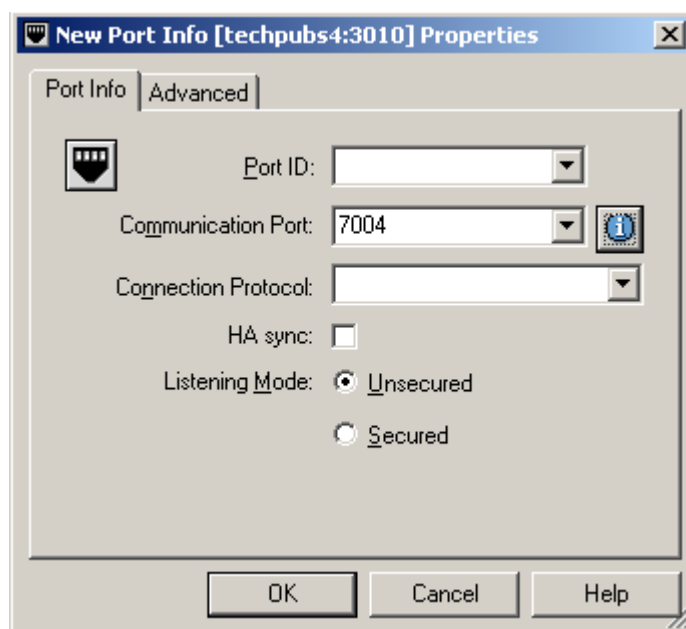 New Port Info [techpubs4:3010] Properties
Port Info Advanced
Port ID:
Communication Port: 7004
Connection Protocol:
HA sync:
Listening Mode: Unsecured
Secured
OK Cancel Help